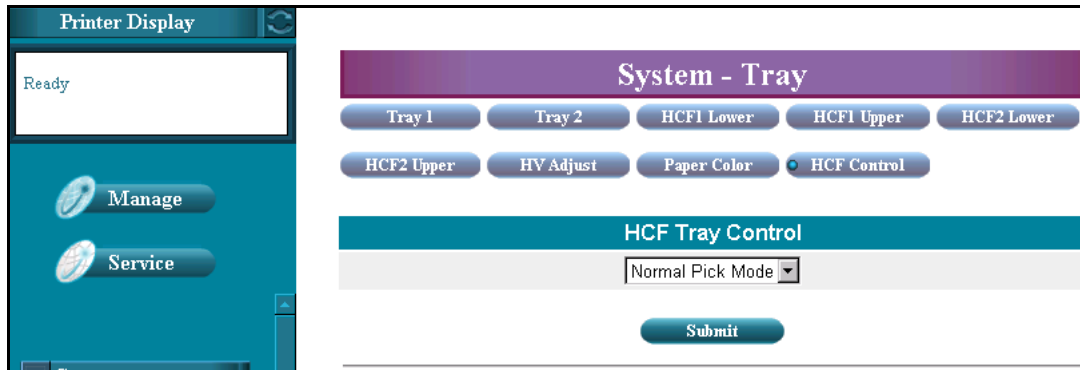 Printer Display
Ready
Manage
Service
System - Tray
Tray 1 Tray 2 HCF1 Lower HCF1 Upper HCF2 Lower
HCF2 Upper HV Adjust Paper Color HCF Control
HCF Tray Control
Normal Pick Mode
Submit